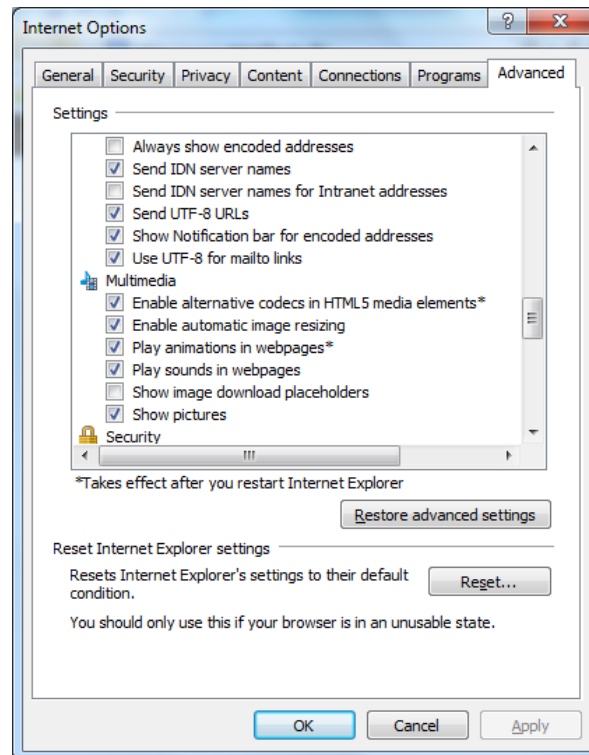 Internet Options
General Security Privacy Content Connections Programs Advanced
Settings
Always show encoded addresses
Send IDN server names
Send IDN server names for Intranet addresses
Send UTF-8 URLs
Show Notification bar for encoded addresses
Use UTF-8 for mailto links
Multimedia
Enable alternative codecs in HTML5 media elements*
Enable automatic image resizing
Play animations in webpages*
Play sounds in webpages
Show image download placeholders
Show pictures
Security
*Takes effect after you restart Internet Explorer
Restore advanced settings
Reset Internet Explorer settings
Resets Internet Explorer's settings to their default
condition.
Reset...
You should only use this if your browser is in an unusable state.
OK Cancel Apply